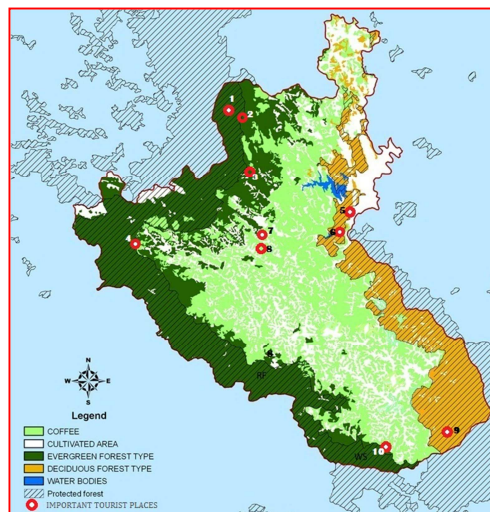 1
2
3
4
5
6
7
8
RF
9
10
WS
N
W E
S
Legend
COFFEE
CULTIVATED AREA
EVERGREEN FOREST TYPE
DECIDUOUS FOREST TYPE
WATER BODIES
Protected forest
IMPORTANT TOURIST PLACES